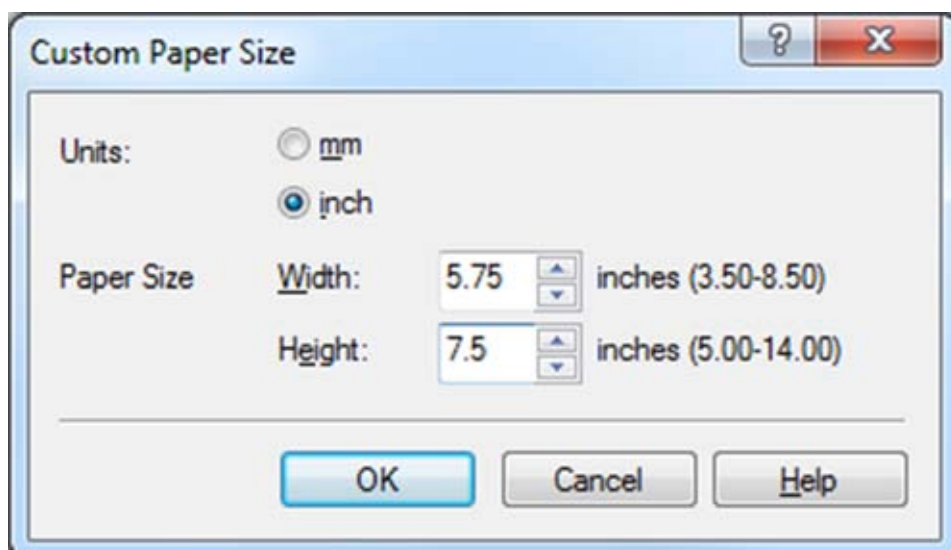 Custom Paper Size
Units:
mm
inch
Paper Size Width: 5.75 inches (3.50-8.50)
Height: 7.5 inches (5.00-14.00)
OK Cancel Help